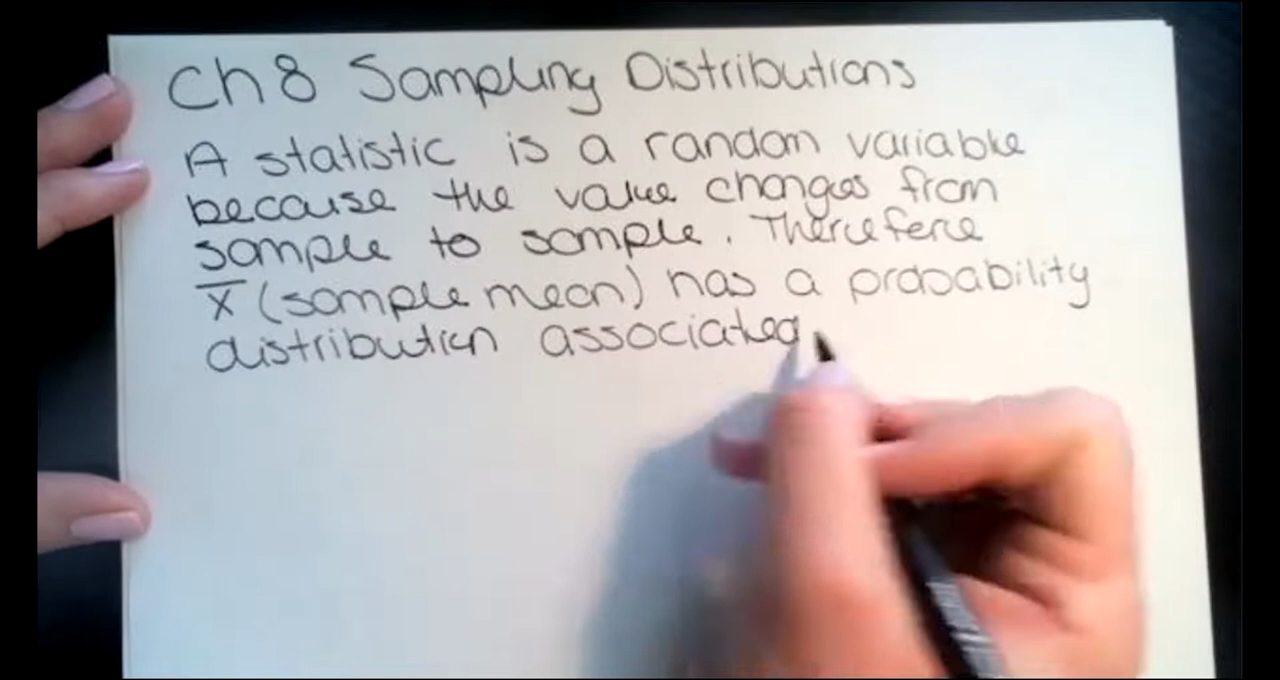 Ch 8 Sampling Distributions
A statistic is a random variable
because the value changes from
sample to sample. Therefore
x̄ (sample mean) has a probability
distribution associated